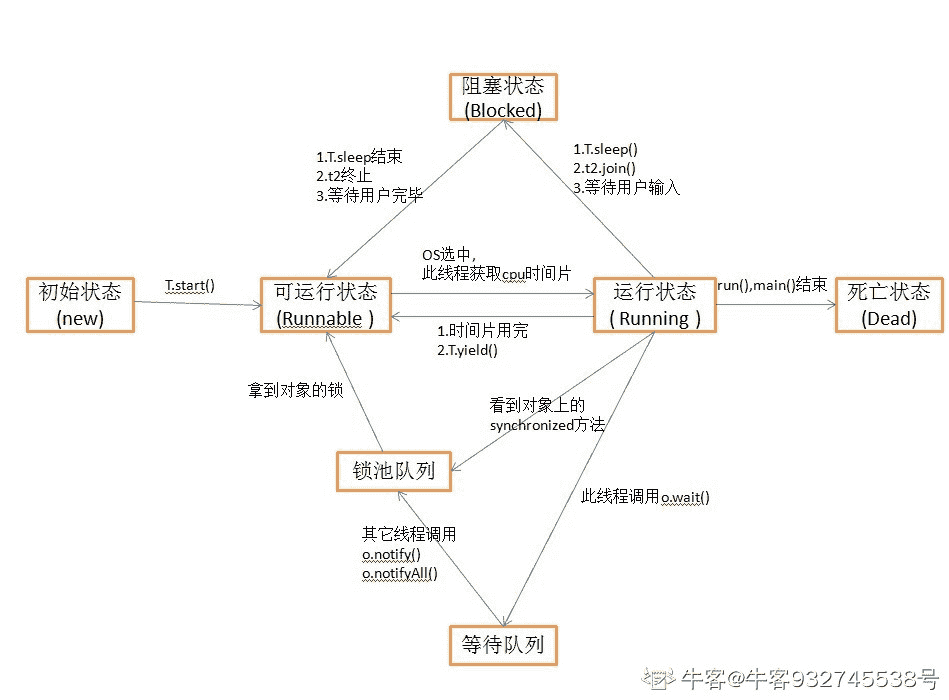 阻塞状态
(Blocked)
1.T.sleep结束
2.t2终止
3.等待用户完毕
1.T.sleep()
2.t2.join()
3.等待用户输入
OS选中,
此线程获取cpu时间片
初始状态
(new)
T.start()
可运行状态
(Runnable )
运行状态
( Running )
run(),main()结束
死亡状态
(Dead)
1.时间片用完
2.T.yield()
拿到对象的锁
看到对象上的
synchronized方法
锁池队列
此线程调用o.wait()
其它线程调用
o.notify()
o.notifyAll()
等待队列
牛客@牛客932745538号